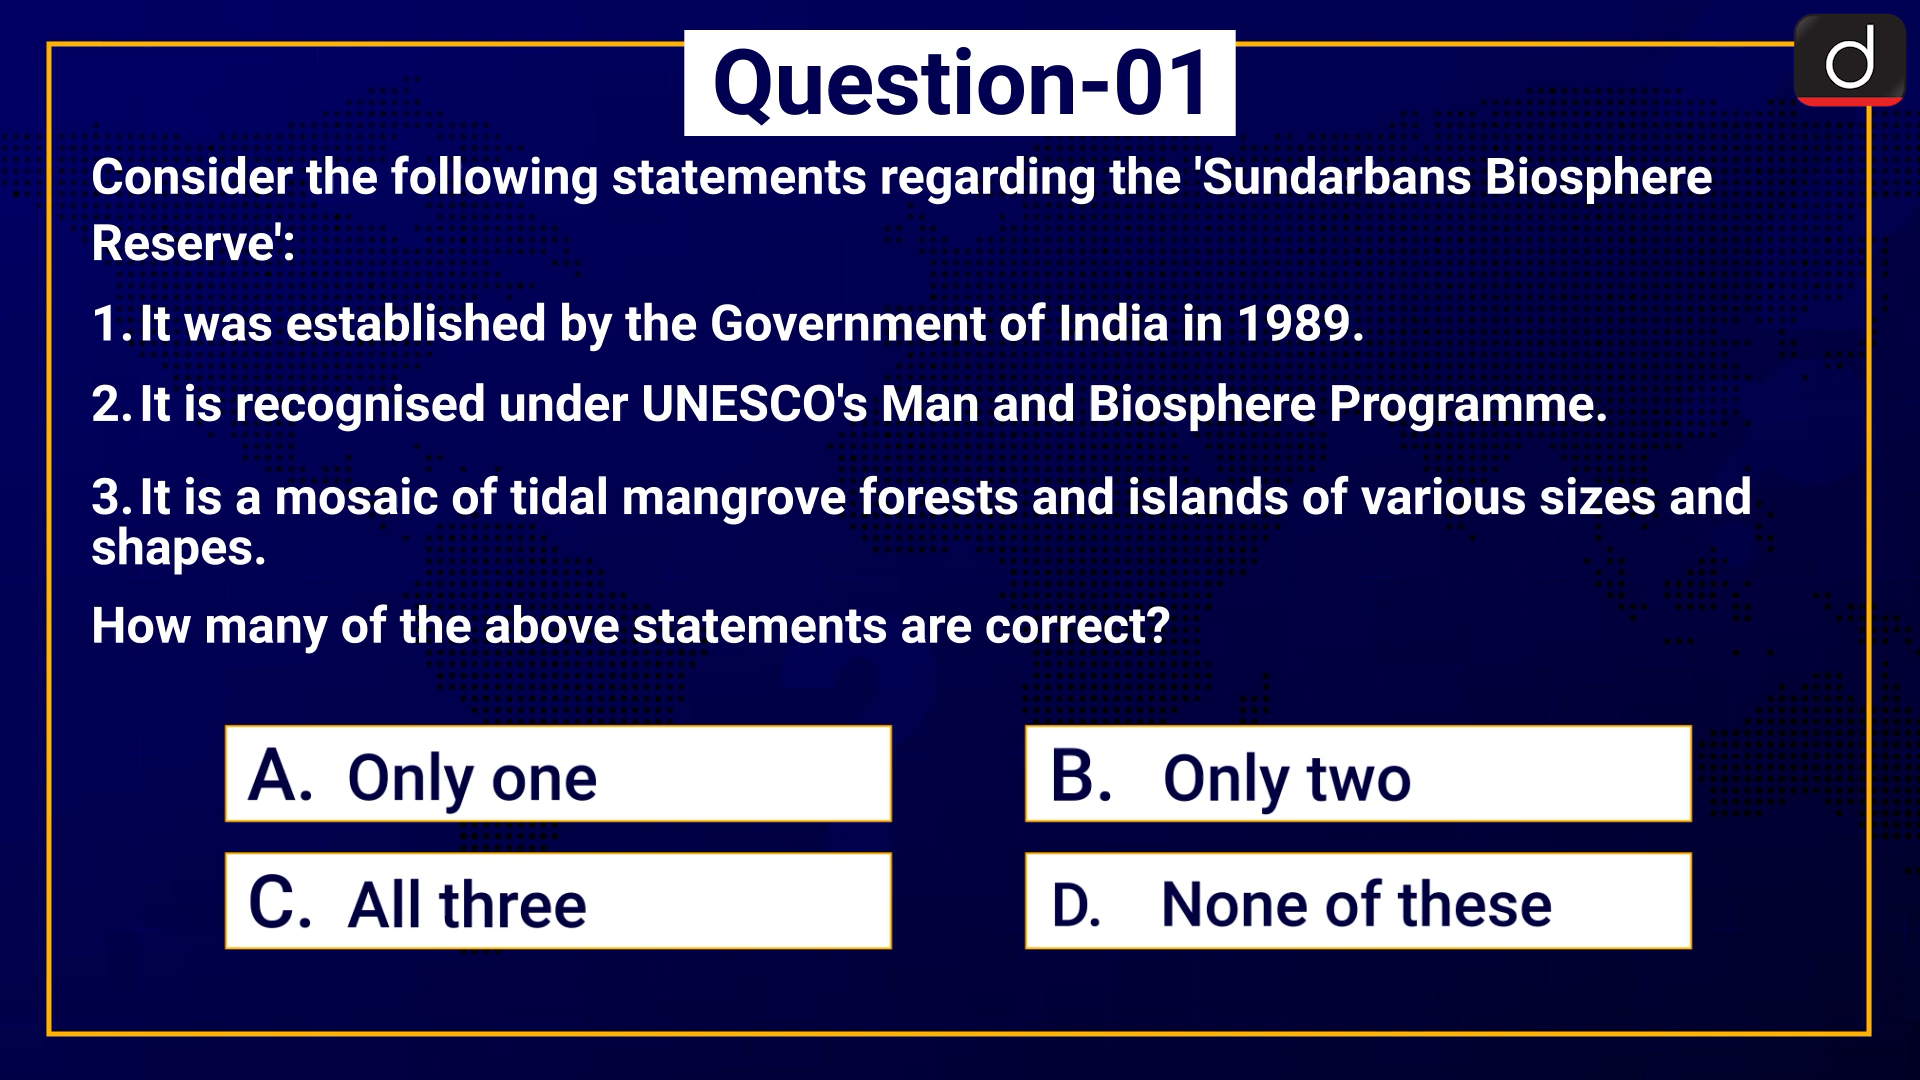 Question-01
d
Consider the following statements regarding the 'Sundarbans Biosphere
Reserve':
1. It was established by the Government of India in 1989.
2. It is recognised under UNESCO's Man and Biosphere Programme.
3. It is a mosaic of tidal mangrove forests and islands of various sizes and
shapes.
How many of the above statements are correct?
A. Only one
B. Only two
C. All three
D. None of these